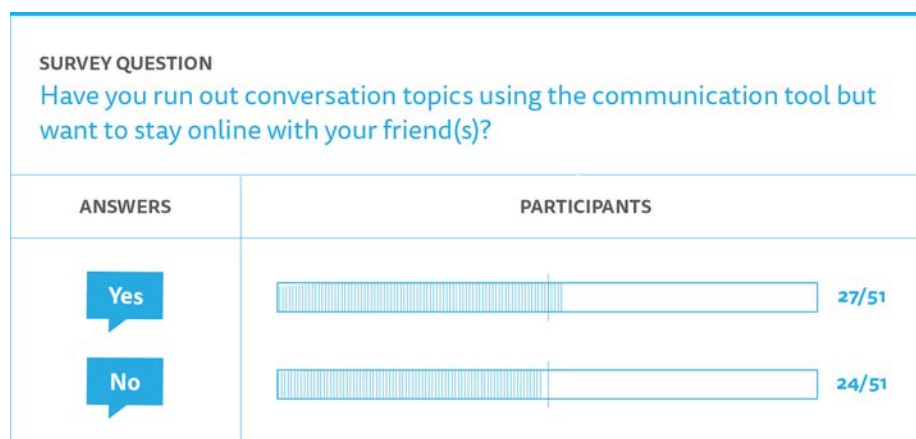 SURVEY QUESTION
Have you run out conversation topics using the communication tool but
want to stay online with your friend(s)?
ANSWERS
PARTICIPANTS
Yes
27/51
No
24/51